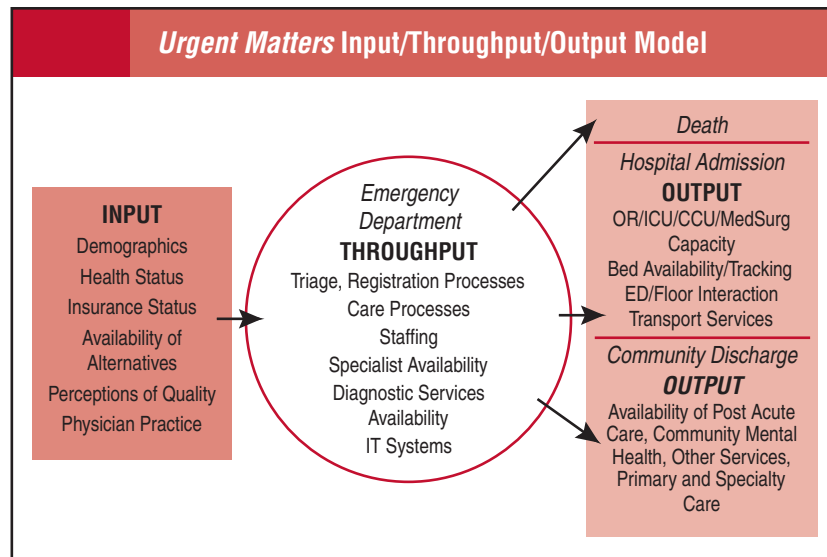 Urgent Matters Input/Throughput/Output Model
INPUT
Demographics
Health Status
Insurance Status
Availability of
Alternatives
Perceptions of Quality
Physician Practice
Emergency
Department
THROUGHPUT
Triage, Registration Processes
Care Processes
Staffing
Specialist Availability
Diagnostic Services
Availability
IT Systems
Death
Hospital Admission
OUTPUT
OR/ICU/CCU/MedSurg
Capacity
Bed Availability/Tracking
ED/Floor Interaction
Transport Services
Community Discharge
OUTPUT
Availability of Post Acute
Care, Community Mental
Health, Other Services,
Primary and Specialty
Care